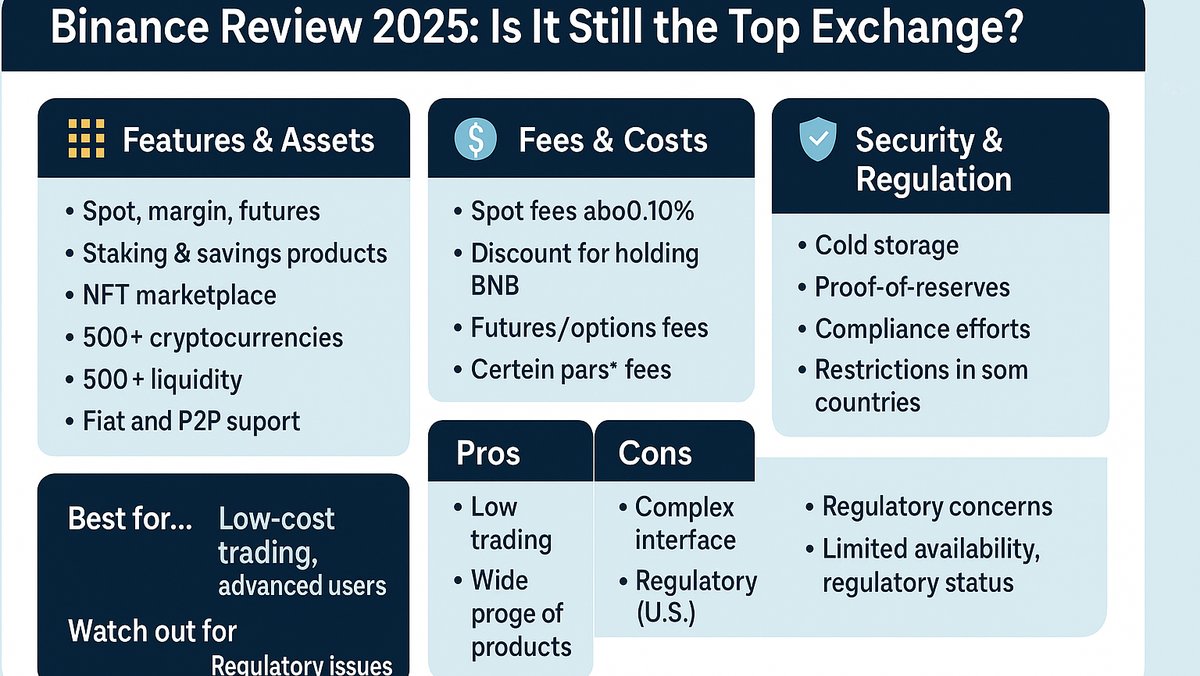 Binance Review 2025: Is It Still the Top Exchange?
Features & Assets
• Spot, margin, futures
• Staking & savings products
• NFT marketplace
• 500+ cryptocurrencies
• 500+ liquidity
• Fiat and P2P suport
Fees & Costs
• Spot fees abo0.10%
• Discount for holding
BNB
• Futures/options fees
• Certein pars* fees
Security &
Regulation
• Cold storage
• Proof-of-reserves
• Compliance efforts
• Restrictions in som
countries
Best for... Low-cost
trading,
advanced users
Watch out for
Regulatory issues
Pros
• Low
trading
• Wide
proge of
products
Cons
• Complex
interface
• Regulatory
(U.S.)
• Regulatory concerns
• Limited availability,
regulatory status